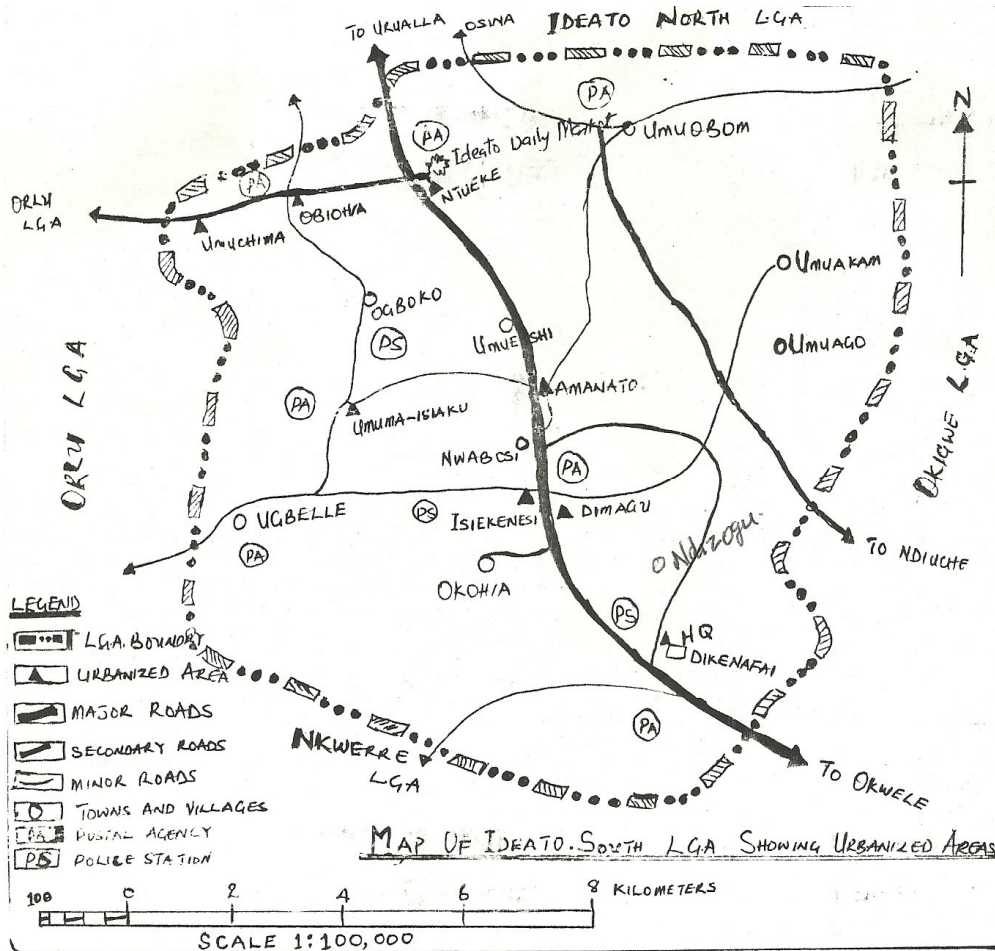 TO URUALLA
OSINA
IDEATO NORTH L.G.A
PA
N
PA
Ideato Daily Market
UMUOBOM
PA
NTUEKE
ORLU
LGA
OBIOHIA
UMUCHIMA
UMUAKAM
OGBOKO
UMUESHI
UMUAGO
PS
ORLU LGA
OKIGWE L.G.A
AMANATO
PA
UMUMA-ISIAKU
NWABOSI
PA
UGBELLE
PS
ISIEKENESI
DIMAGU
PA
Ndizogu
TO NDIUCHE
OKOHIA
PS
HQ
DIKENAFAI
PA
NKWERRE
LGA
TO OKWELE
LEGEND
L.G.A. BOUNDARY
URBANIZED AREA
MAJOR ROADS
SECONDARY ROADS
MINOR ROADS
TOWNS AND VILLAGES
PA POSTAL AGENCY
PS POLICE STATION
MAP OF IDEATO.SOUTH LGA SHOWING URBANIZED AREAS
100 0 2 4 6 8 KILOMETERS
SCALE 1:100,000